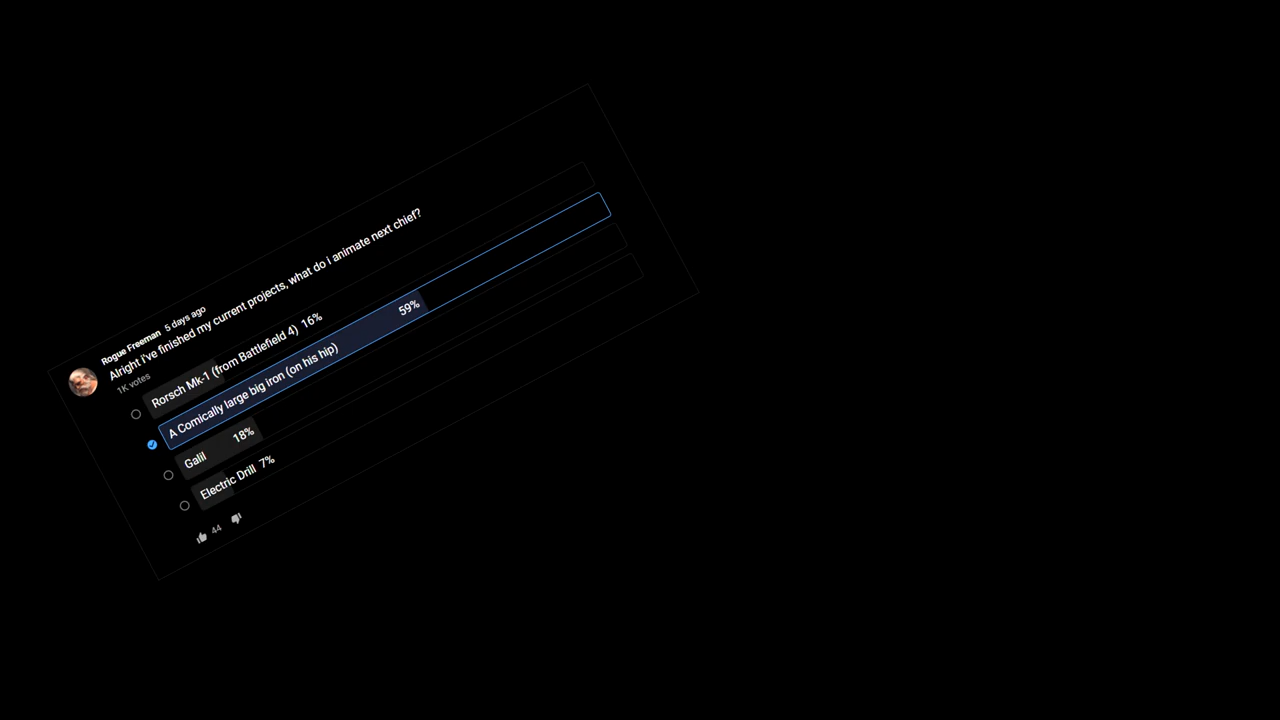 Rogue Freeman 5 days ago
Alright i've finished my current projects, what do i animate next chief?
1K votes
Rorsch Mk-1 (from Battlefield 4) 16%
A Comically large big iron (on his hip) 59%
Galil 18%
Electric Drill 7%
44